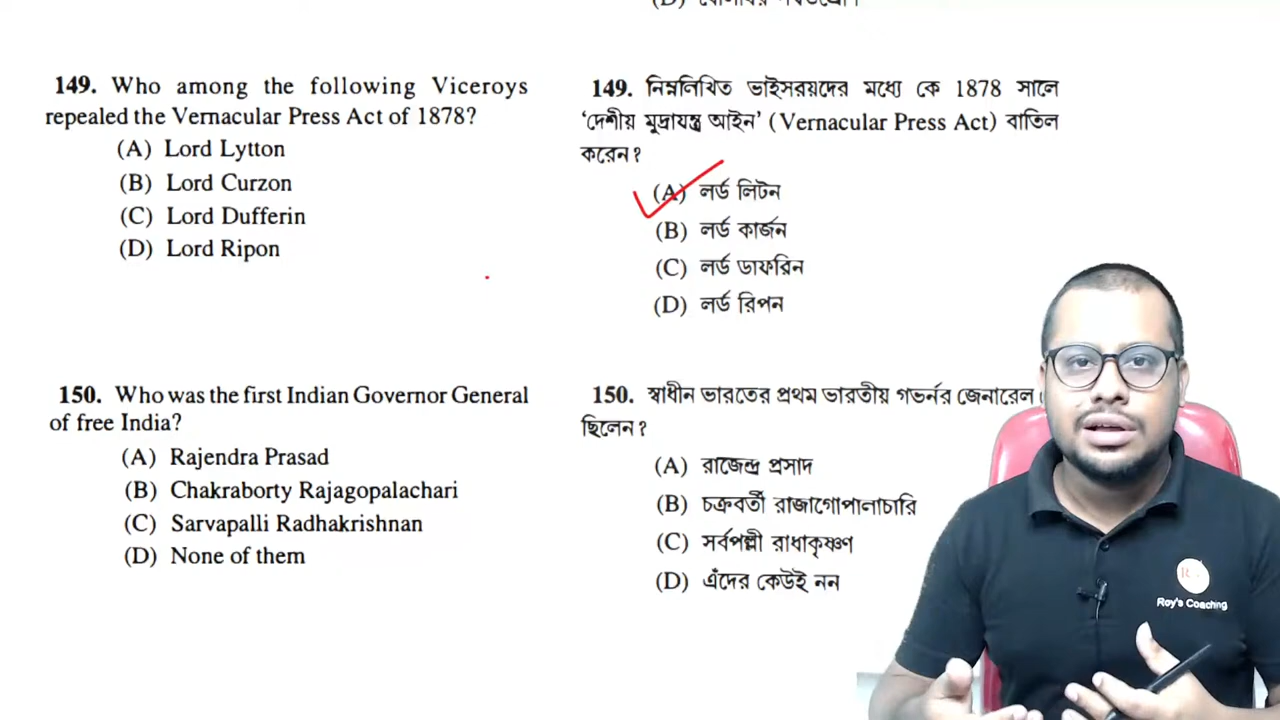 149. Who among the following Viceroys
repealed the Vernacular Press Act of 1878?
(A) Lord Lytton
(B) Lord Curzon
(C) Lord Dufferin
(D) Lord Ripon
150. Who was the first Indian Governor General
of free India?
(A) Rajendra Prasad
(B) Chakraborty Rajagopalachari
(C) Sarvapalli Radhakrishnan
(D) None of them
149. নিম্নলিখিত ভাইসরয়দের মধ্যে কে 1878 সালে
‘দেশীয় মুদ্রাযন্ত্র আইন’ (Vernacular Press Act) বাতিল
করেন?
(A) লর্ড লিটন
(B) লর্ড কার্জন
(C) লর্ড ডাফরিন
(D) লর্ড রিপন
150. স্বাধীন ভারতের প্রথম ভারতীয় গভর্নর জেনারেল
ছিলেন?
(A) রাজেন্দ্র প্রসাদ
(B) চক্রবর্তী রাজাগোপালাচারি
(C) সর্বপল্লী রাধাকৃষ্ণণ
(D) এঁদের কেউই নন
Roy's Coaching